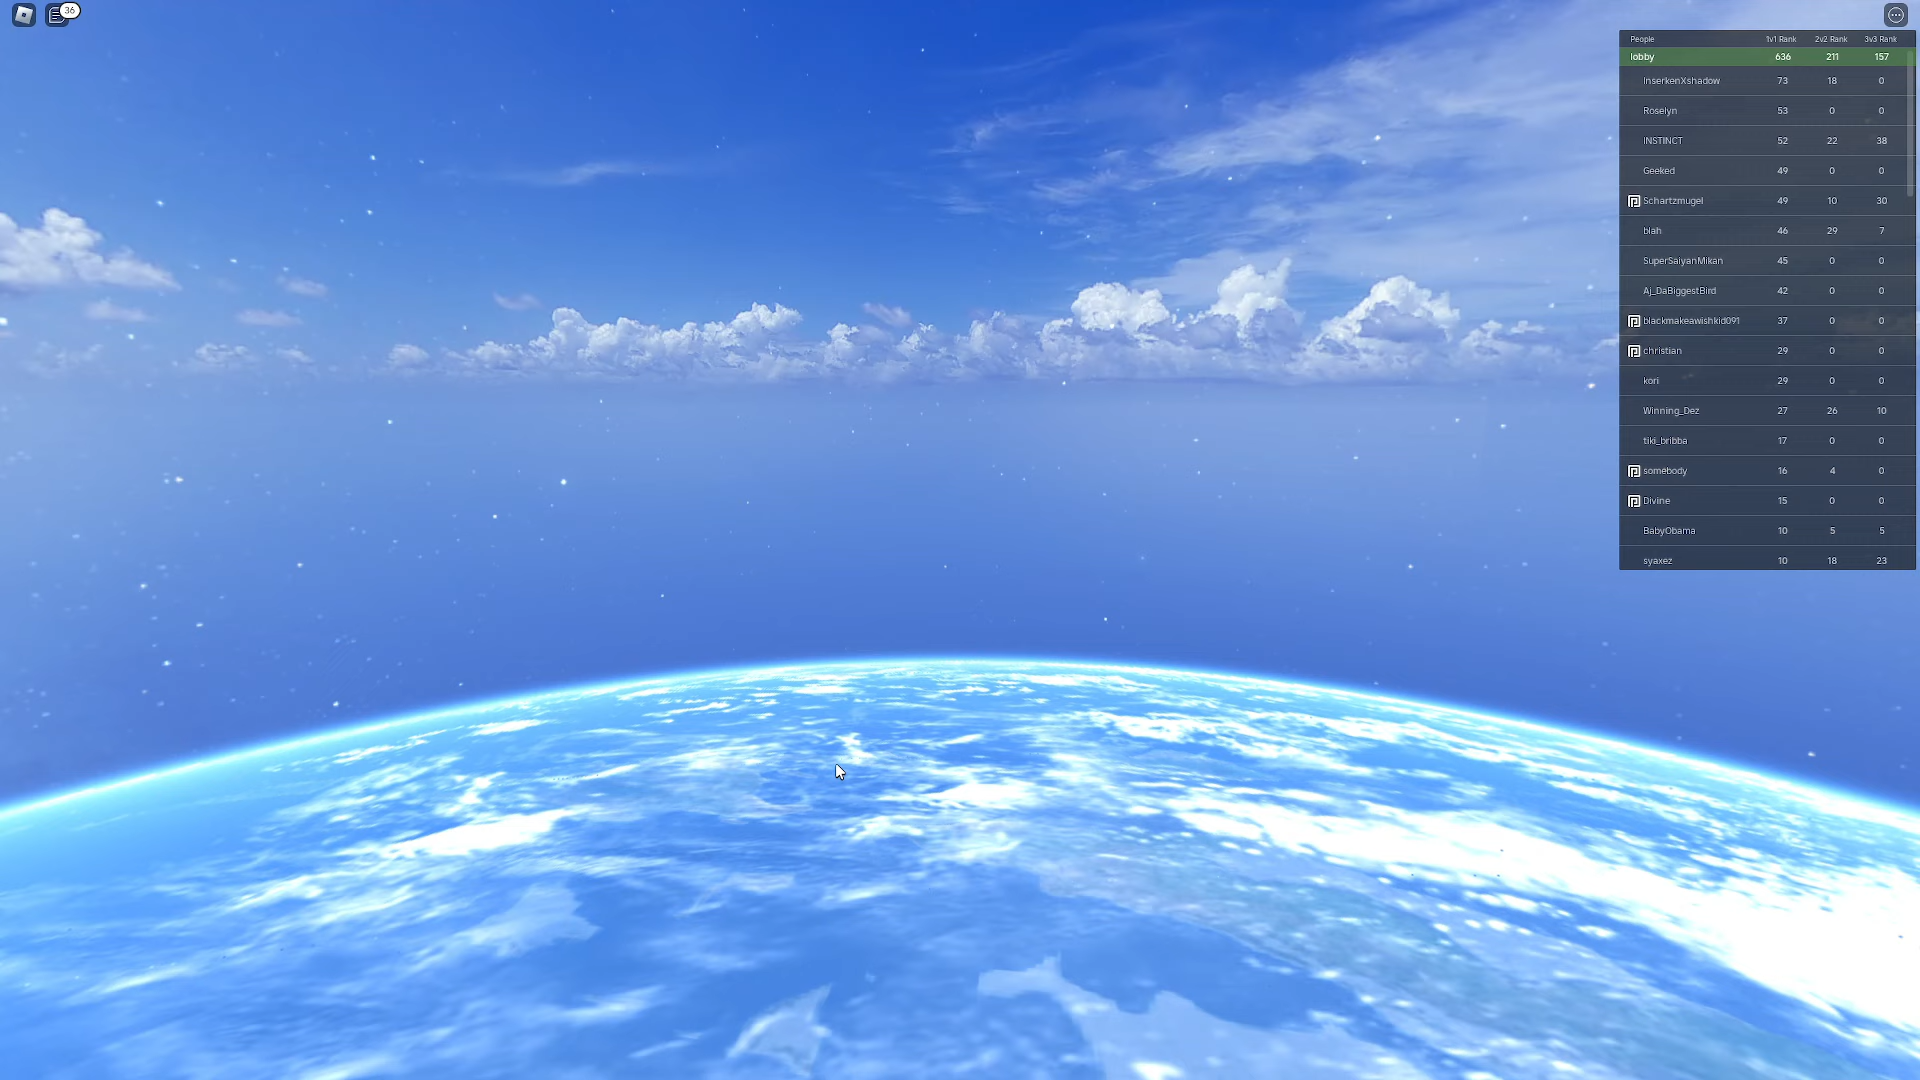 36
People 1v1 Rank 2v2 Rank 3v3 Rank
lobby 636 211 157
InserkenXshadow 73 18 0
Roselyn 53 0 0
INSTINCT 52 22 38
Geeked 49 0 0
Schartzmugel 49 10 30
blah 46 29 7
SuperSaiyanMikan 45 0 0
Aj_DaBiggestBird 42 0 0
blackmakeawishkid091 37 0 0
christian 29 0 0
kori 29 0 0
Winning_Dez 27 26 10
tiki_bribba 17 0 0
somebody 16 4 0
Divine 15 0 0
BabyObama 10 5 5
syaxez 10 18 23